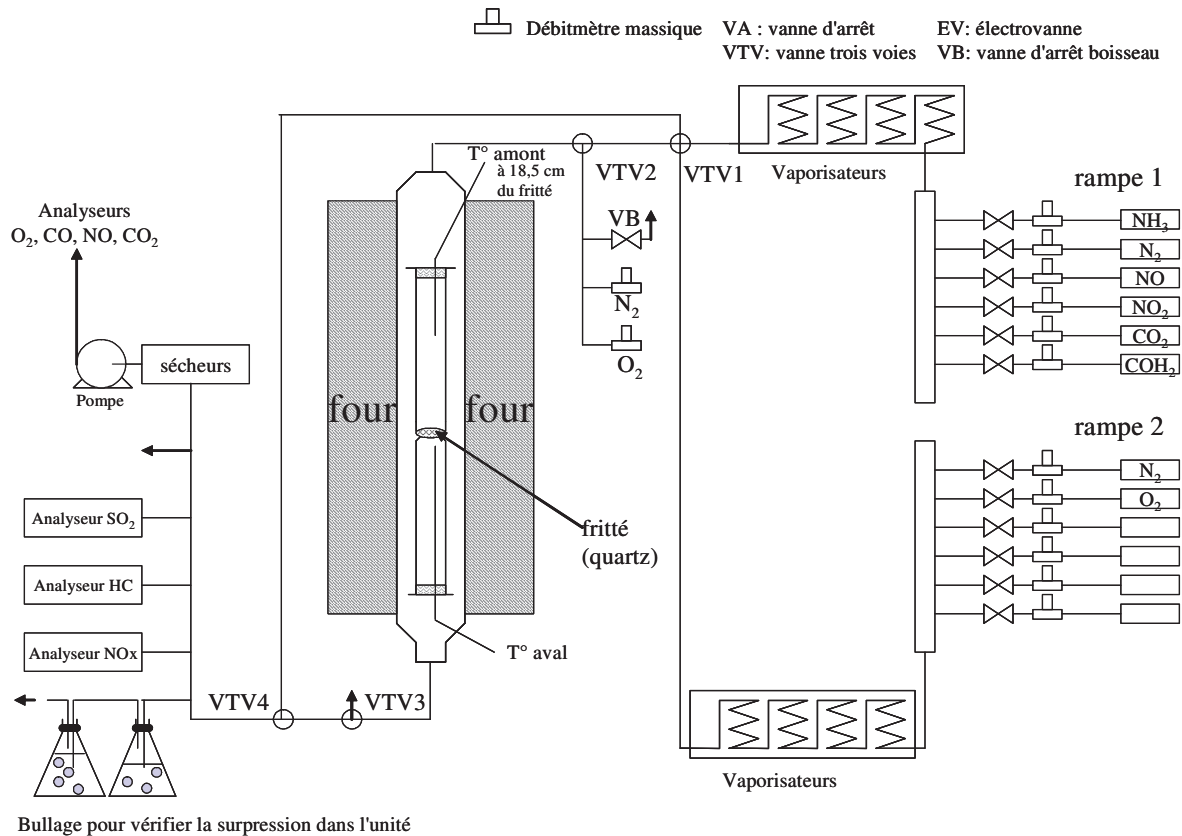 Débitmètre massique
VA : vanne d'arrêt
EV: électrovanne
VTV: vanne trois voies
VB: vanne d'arrêt boisseau
T° amont
à 18,5 cm
du fritté
VTV2
VTV1
Vaporisateurs
rampe 1
NH₃
N₂
NO
NO₂
CO₂
COH₂
VB
N₂
O₂
Analyseurs
O₂, CO, NO, CO₂
sécheurs
Pompe
four
four
rampe 2
N₂
O₂
fritté
(quartz)
Analyseur SO₂
Analyseur HC
Analyseur NOx
T° aval
VTV4
VTV3
Vaporisateurs
Bullage pour vérifier la surpression dans l'unité